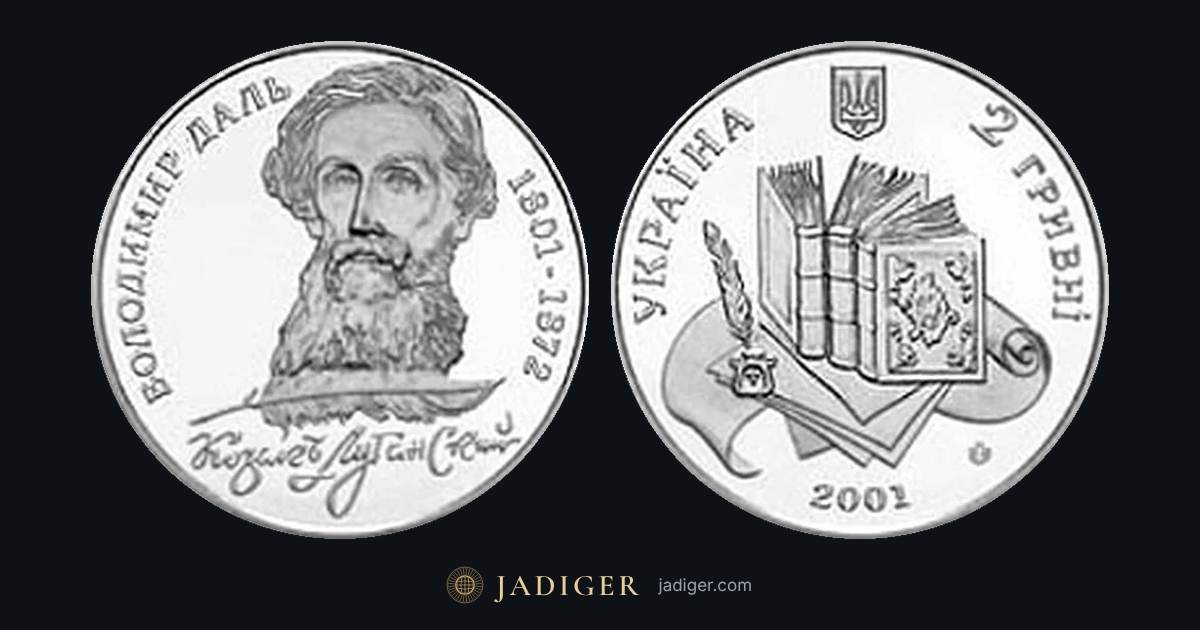 ВОЛОДИМИР ДАЛЬ
1801-1872
Козакъ Луганскій
УКРАЇНА
2 ГРИВНІ
2001
JADIGER
jadiger.com